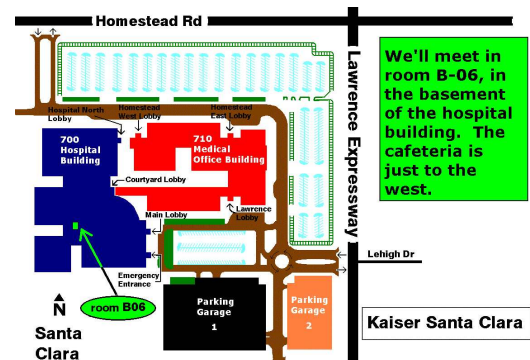 Homestead Rd
We'll meet in
room B-06, in
the basement
of the hospital
building.  The
cafeteria is
just to the
west.
Lawrence Expressway
Hospital North
Lobby
Homestead
West Lobby
Homestead
East Lobby
700
Hospital
Building
710
Medical
Office Building
Courtyard Lobby
Main Lobby
Lawrence
Lobby
Lehigh Dr
Emergency
Entrance
room B06
N
Parking
Garage
1
Parking
Garage
2
Kaiser Santa Clara
Santa
Clara